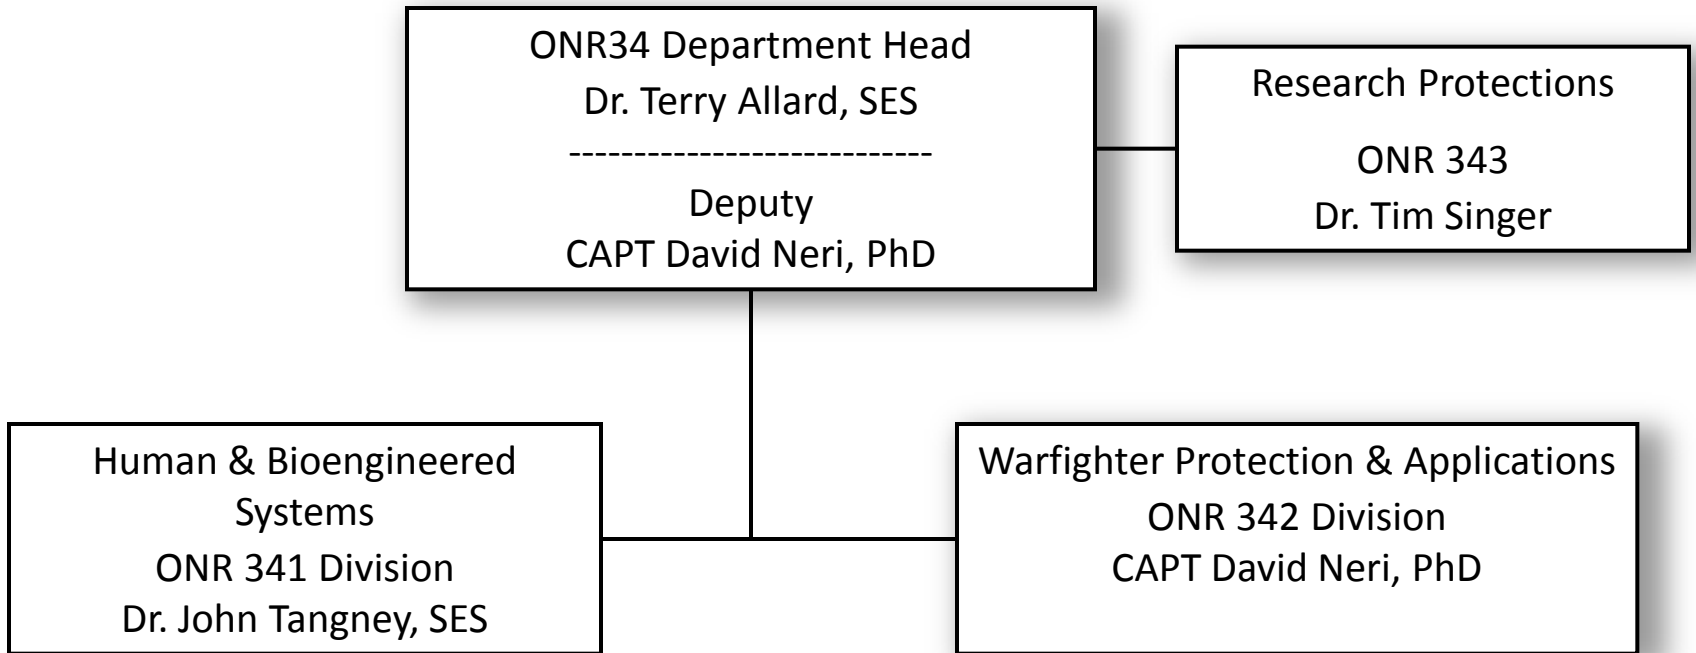 ONR34 Department Head
Dr. Terry Allard, SES
----------------------------
Deputy
CAPT David Neri, PhD
Research Protections
ONR 343
Dr. Tim Singer
Human & Bioengineered
Systems
ONR 341 Division
Dr. John Tangney, SES
Warfighter Protection & Applications
ONR 342 Division
CAPT David Neri, PhD